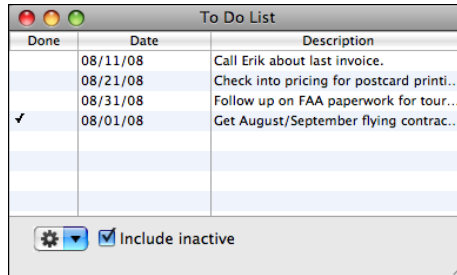 To Do List
Done Date Description
08/11/08 Call Erik about last invoice.
08/21/08 Check into pricing for postcard printi...
08/31/08 Follow up on FAA paperwork for tour...
✓ 08/01/08 Get August/September flying contrac...
Include inactive